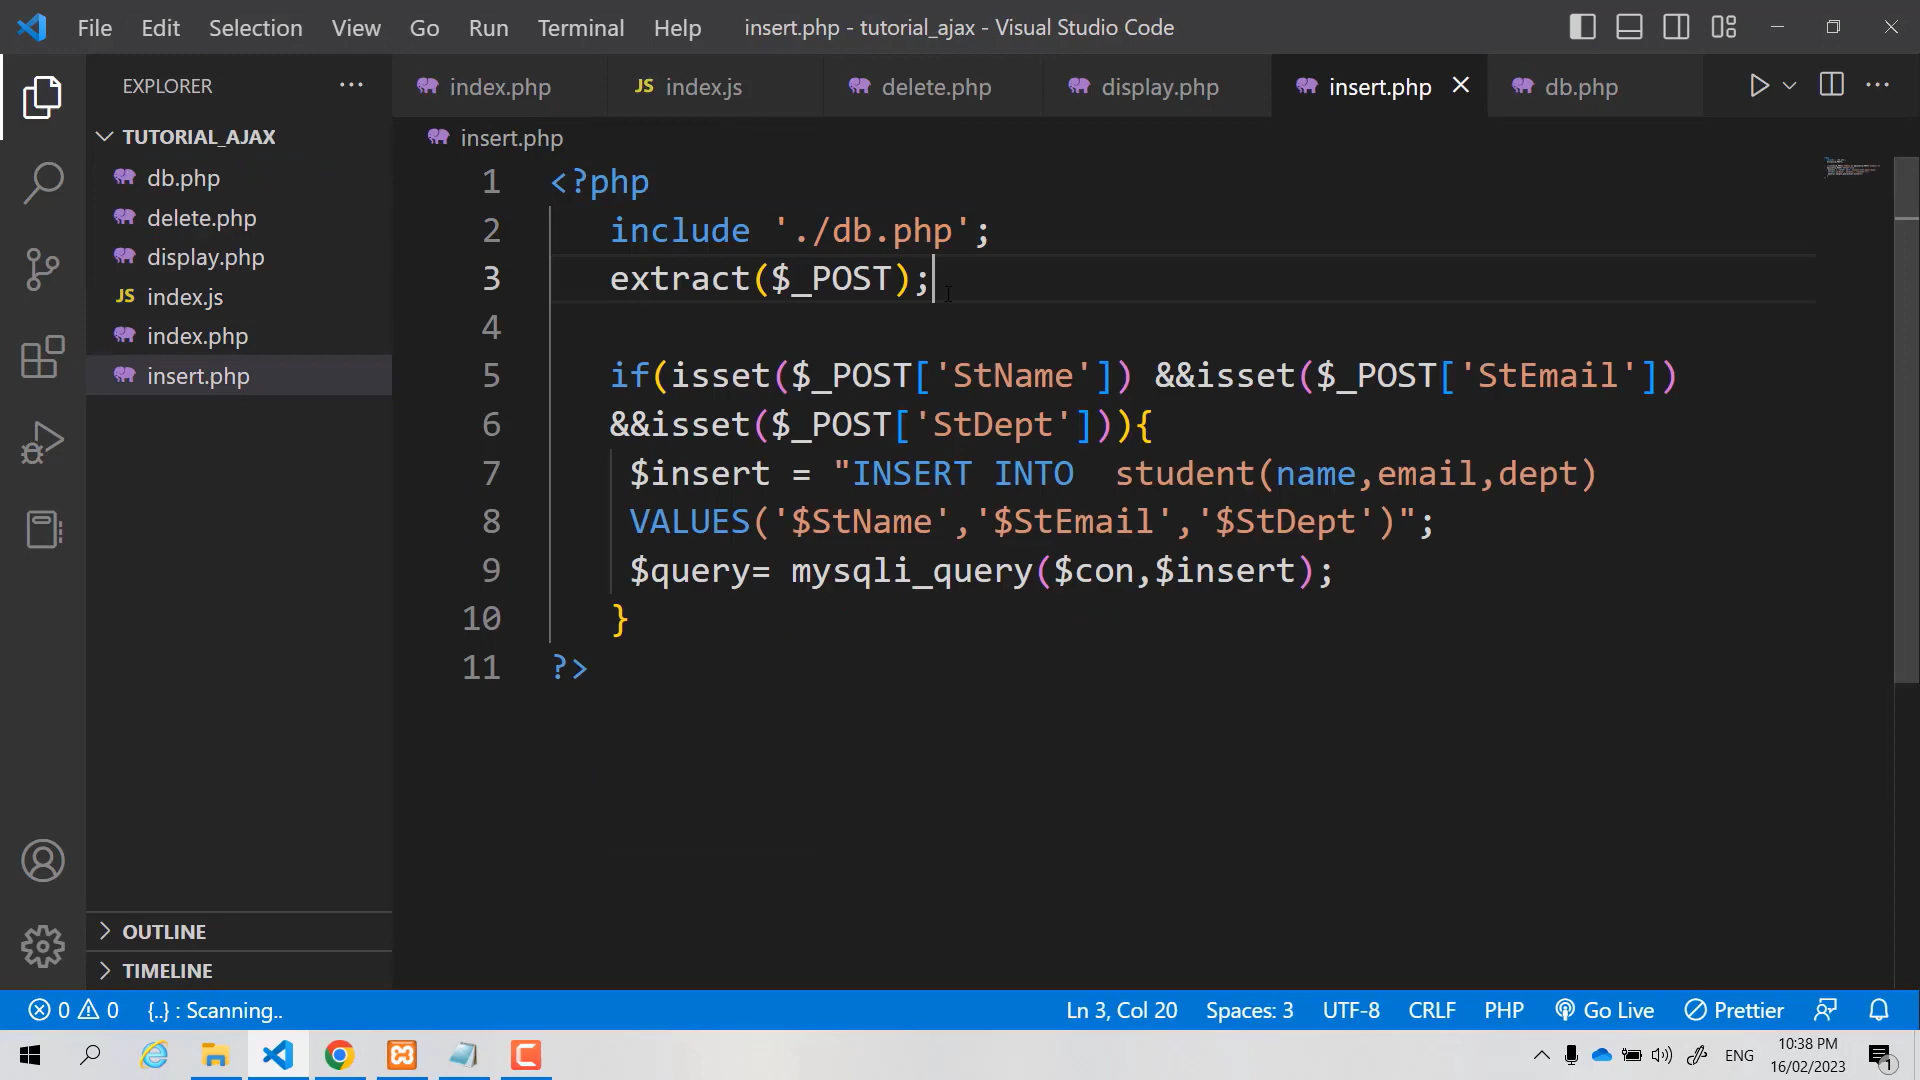 File Edit Selection View Go Run Terminal Help insert.php - tutorial_ajax - Visual Studio Code
EXPLORER ··· index.php JS index.js delete.php display.php insert.php db.php ···
TUTORIAL_AJAX
db.php
delete.php
display.php
JS index.js
index.php
insert.php
OUTLINE
TIMELINE
insert.php
1 <?php
2 include './db.php';
3 extract($_POST);
4
5 if(isset($_POST['StName']) &&isset($_POST['StEmail'])
6 &&isset($_POST['StDept'])){
7 $insert = "INSERT INTO  student(name,email,dept)
8 VALUES('$StName','$StEmail','$StDept')";
9 $query= mysqli_query($con,$insert);
10 }
11 ?>
0 0 {..} : Scanning.. Ln 3, Col 20 Spaces: 3 UTF-8 CRLF PHP Go Live Prettier
ENG 10:38 PM
16/02/2023 1